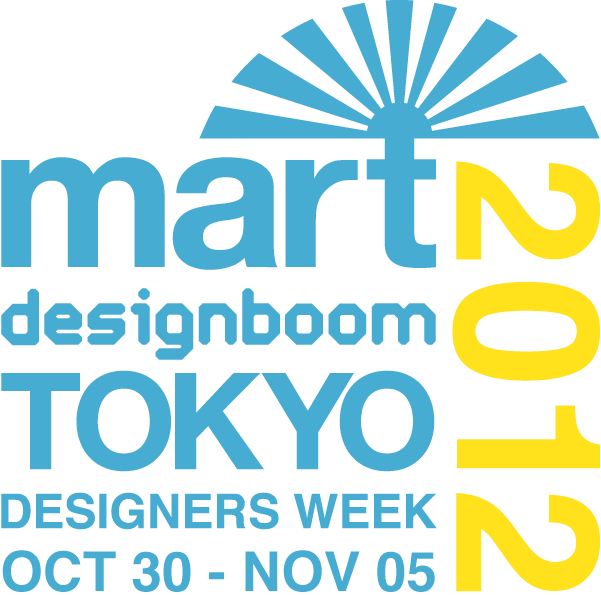 mart
designboom
TOKYO
DESIGNERS WEEK
OCT 30 - NOV 05
2012